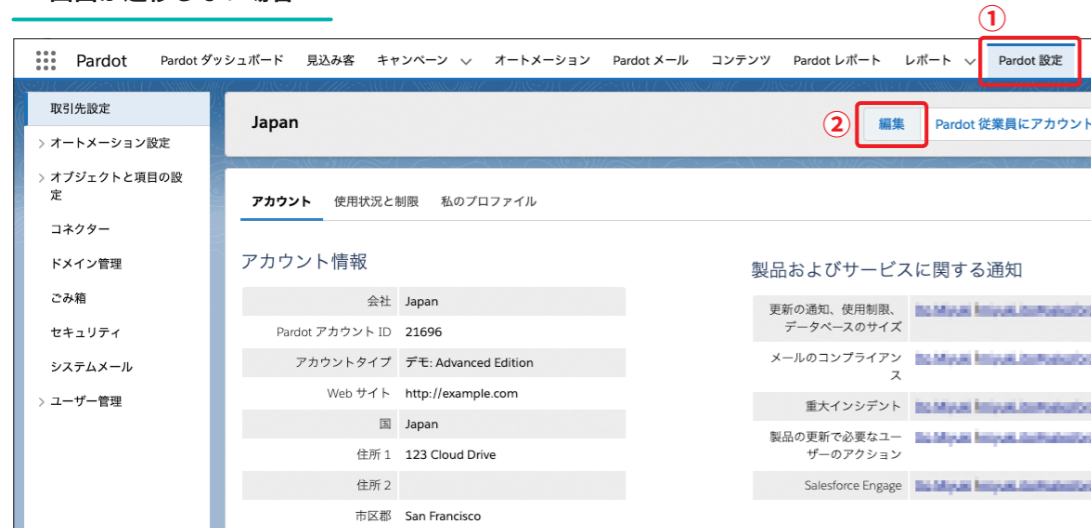 ①
Pardot Pardot ダッシュボード 見込み客 キャンペーン オートメーション Pardot メール コンテンツ Pardot レポート レポート Pardot 設定
取引先設定
Japan ② 編集 Pardot 従業員にアカウント
オートメーション設定
オブジェクトと項目の設
定
アカウント 使用状況と制限 私のプロファイル
コネクター
ドメイン管理
ごみ箱
セキュリティ
システムメール
ユーザー管理
アカウント情報
会社 Japan
Pardot アカウント ID 21696
アカウントタイプ デモ: Advanced Edition
Web サイト http://example.com
国 Japan
住所 1 123 Cloud Drive
住所 2
市区郡 San Francisco
製品およびサービスに関する通知
更新の通知、使用制限、
データベースのサイズ
メールのコンプライアン
ス
重大インシデント
製品の更新で必要なユー
ザーのアクション
Salesforce Engage